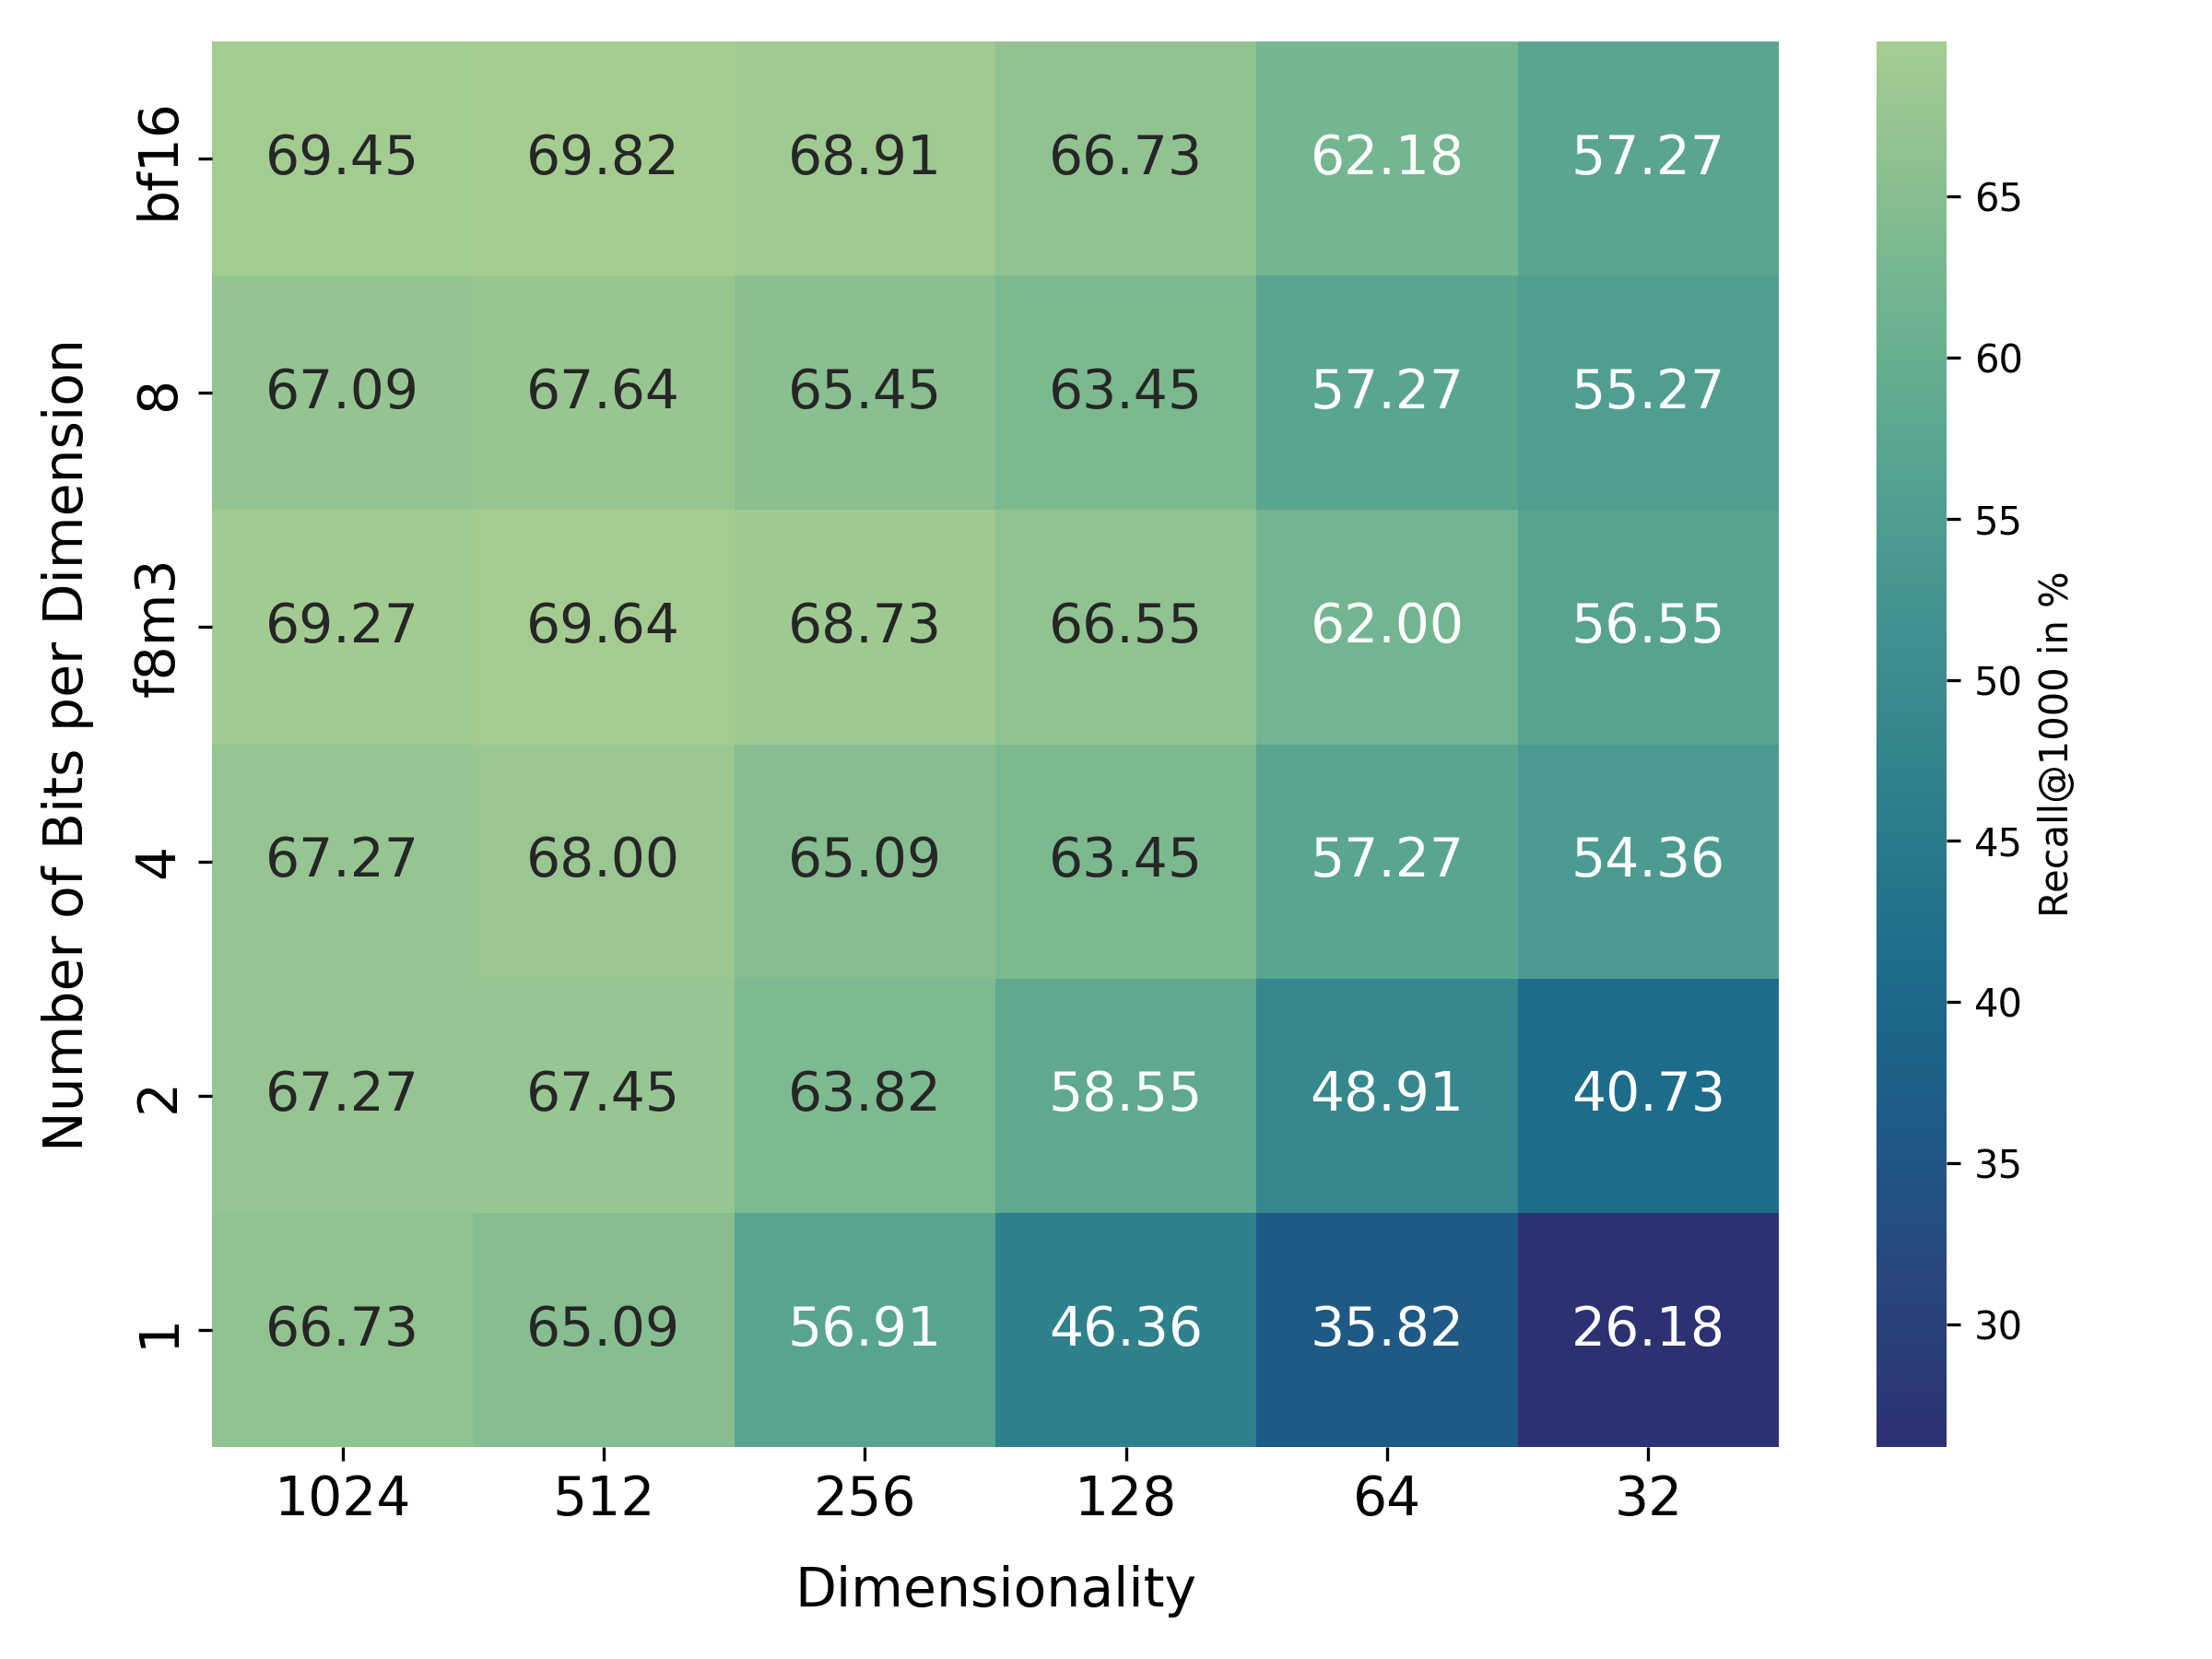 Number of Bits per Dimension
bf16 69.45 69.82 68.91 66.73 62.18 57.27
8 67.09 67.64 65.45 63.45 57.27 55.27
f8m3 69.27 69.64 68.73 66.55 62.00 56.55
4 67.27 68.00 65.09 63.45 57.27 54.36
2 67.27 67.45 63.82 58.55 48.91 40.73
1 66.73 65.09 56.91 46.36 35.82 26.18
1024 512 256 128 64 32
Dimensionality
65
60
55
50
45
40
35
30
Recall@1000 in %